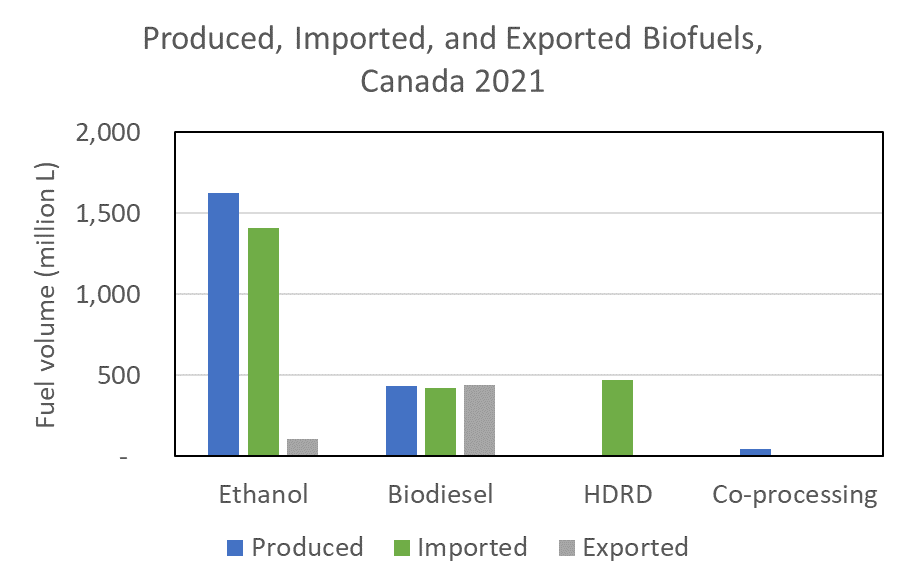 Produced, Imported, and Exported Biofuels,
Canada 2021
Fuel volume (million L)
2,000
1,500
1,000
500
-
Ethanol Biodiesel HDRD Co-processing
Produced Imported Exported